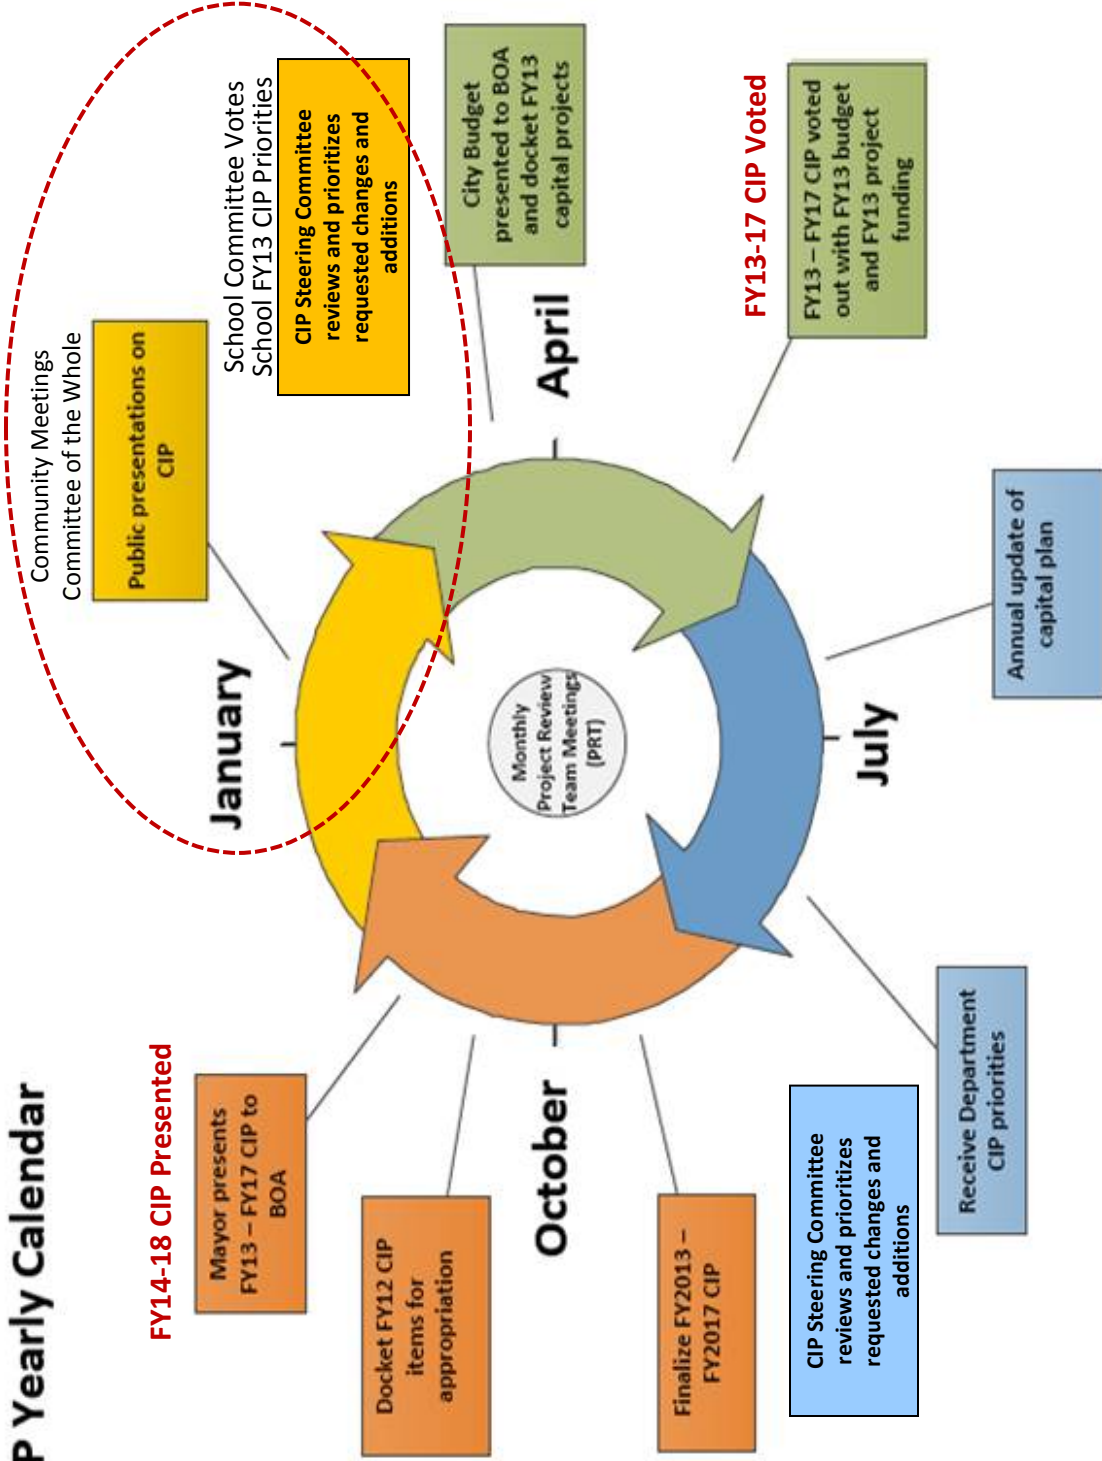 P Yearly Calendar
Community Meetings
Committee of the Whole
Public presentations on
CIP
FY14-18 CIP Presented
Mayor presents
FY13 – FY17 CIP to
BOA
January
School Committee Votes
School FY13 CIP Priorities
CIP Steering Committee
reviews and prioritizes
requested changes and
additions
Docket FY12 CIP
items for
appropriation
City Budget
presented to BOA
and docket FY13
capital projects
October
Monthly
Project Review
Team Meetings
(PRT)
April
Finalize FY2013 –
FY2017 CIP
FY13-17 CIP Voted
FY13 – FY17 CIP voted
out with FY13 budget
and FY13 project
funding
CIP Steering Committee
reviews and prioritizes
requested changes and
additions
July
Receive Department
CIP priorities
Annual update of
capital plan